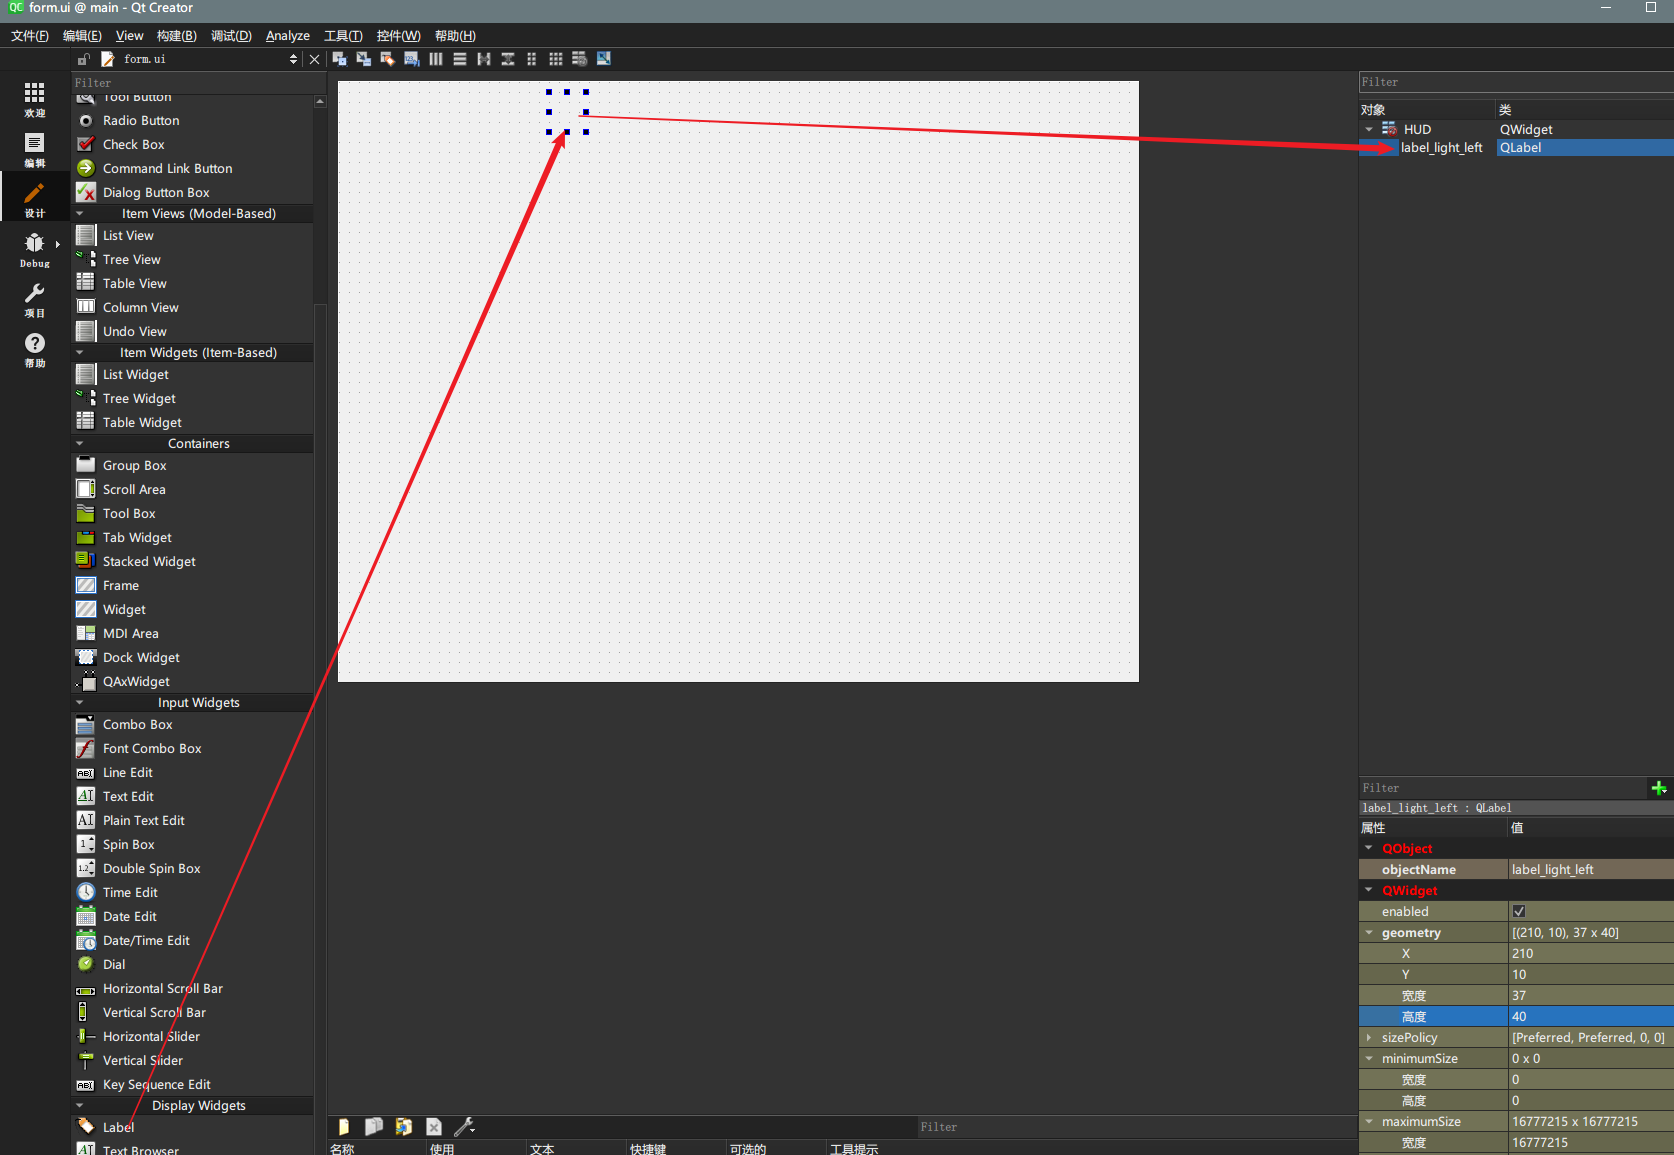 form.ui @ main - Qt Creator
文件(F) 编辑(E) View 构建(B) 调试(D) Analyze 工具(T) 控件(W) 帮助(H)
form.ui
欢迎
编辑
设计
Debug
项目
帮助
Filter
Tool Button
Radio Button
Check Box
Command Link Button
Dialog Button Box
Item Views (Model-Based)
List View
Tree View
Table View
Column View
Undo View
Item Widgets (Item-Based)
List Widget
Tree Widget
Table Widget
Containers
Group Box
Scroll Area
Tool Box
Tab Widget
Stacked Widget
Frame
Widget
MDI Area
Dock Widget
QAxWidget
Input Widgets
Combo Box
Font Combo Box
Line Edit
Text Edit
Plain Text Edit
Spin Box
Double Spin Box
Time Edit
Date Edit
Date/Time Edit
Dial
Horizontal Scroll Bar
Vertical Scroll Bar
Horizontal Slider
Vertical Slider
Key Sequence Edit
Display Widgets
Label
Text Browser
Filter
名称 使用 文本 快捷键 可选的 工具提示
Filter
对象 类
HUD QWidget
label_light_left QLabel
Filter
label_light_left : QLabel
属性 值
QObject
objectName label_light_left
QWidget
enabled
geometry [(210, 10), 37 x 40]
X 210
Y 10
宽度 37
高度 40
sizePolicy [Preferred, Preferred, 0, 0]
minimumSize 0 x 0
宽度 0
高度 0
maximumSize 16777215 x 16777215
宽度 16777215